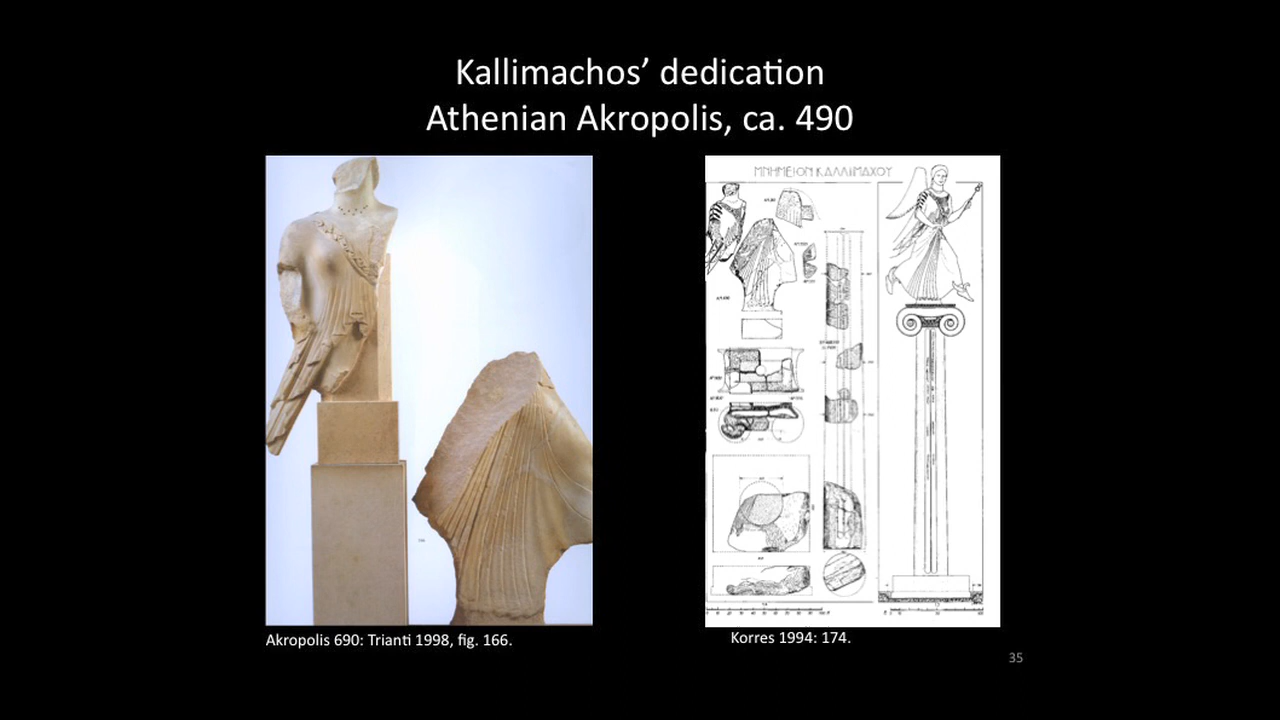 Kallimachos’ dedication
Athenian Akropolis, ca. 490
ΜΝΗΜΕΙΟΝ ΚΑΛΛΙΜΑΧΟΥ
Akropolis 690: Trianti 1998, fig. 166.
Korres 1994: 174.
35